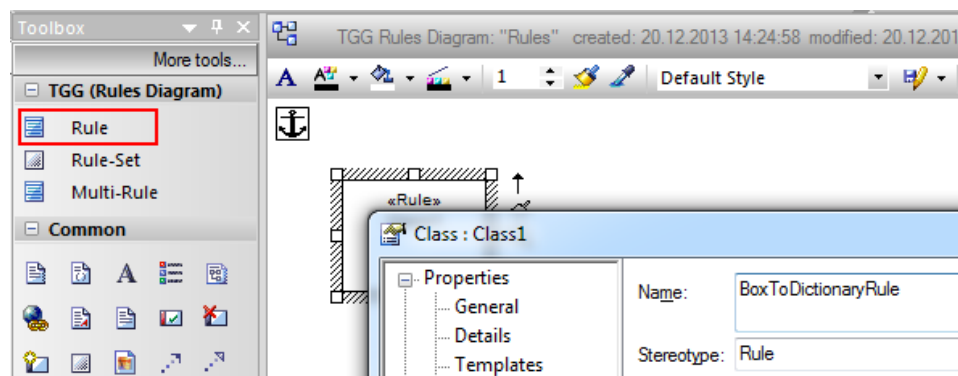 Toolbox
More tools...
TGG (Rules Diagram)
Rule
Rule-Set
Multi-Rule
Common
TGG Rules Diagram: "Rules" created: 20.12.2013 14:24:58 modified: 20.12.201
A A 1 Default Style
«Rule»
Class : Class1
Properties
General
Details
Templates
Name: BoxToDictionaryRule
Stereotype: Rule